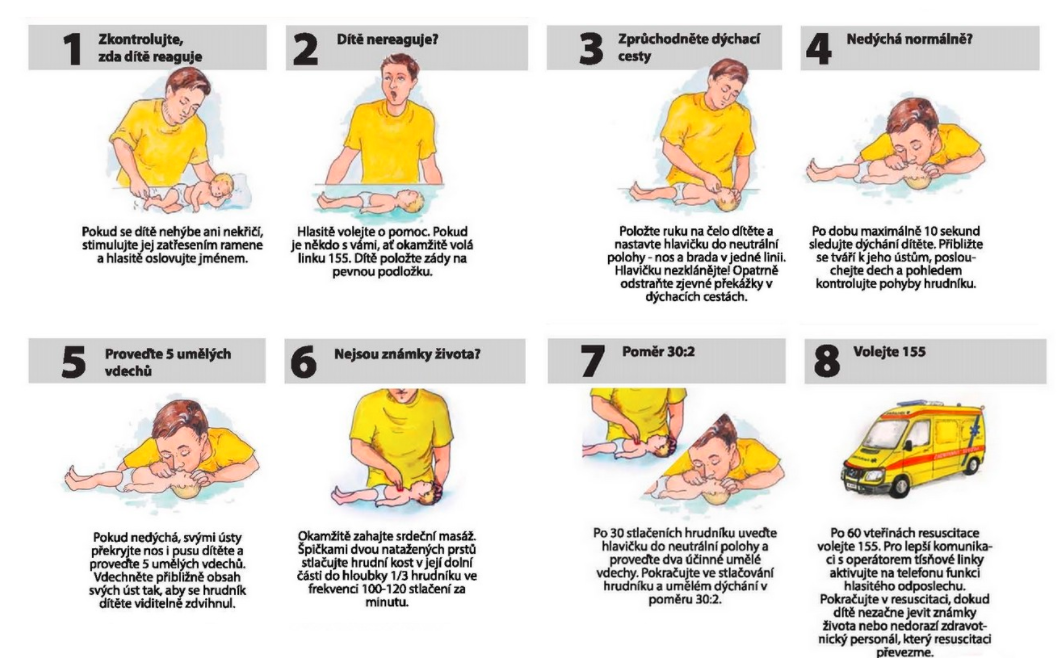 1 Zkontrolujte,
zda dítě reaguje
Pokud se dítě nehýbe ani nekřičí,
stimulujte jej zatřesením ramene
a hlasitě oslovujte jménem.
2 Dítě nereaguje?
Hlasitě volejte o pomoc. Pokud
je někdo s vámi, ať okamžitě volá
linku 155. Dítě položte zády na
pevnou podložku.
3 Zprůchodněte dýchací
cesty
Položte ruku na čelo dítěte a
nastavte hlavičku do neutrální
polohy - nos a brada v jedné linii.
Hlavičku nezklánějte! Opatrně
odstraňte zjevné překážky v
dýchacích cestách.
4 Nedýchá normálně?
Po dobu maximálně 10 sekund
sledujte dýchání dítěte. Přibližte
se tváří k jeho ústům, poslou-
chejte dech a pohledem
kontrolujte pohyby hrudníku.
5 Proveďte 5 umělých
vdechů
Pokud nedýchá, svými ústy
překryjte nos i pusu dítěte a
proveďte 5 umělých vdechů.
Vdechněte přibližně obsah
svých úst tak, aby se hrudník
dítěte viditelně zdvihnul.
6 Nejsou známky života?
Okamžitě zahajte srdeční masáž.
Špičkami dvou natažených prstů
stlačujte hrudní kost v její dolní
části do hloubky 1/3 hrudníku ve
frekvenci 100-120 stlačení za
minutu.
7 Poměr 30:2
Po 30 stlačeních hrudníku uveďte
hlavičku do neutrální polohy a
proveďte dva účinné umělé
vdechy. Pokračujte ve stlačování
hrudníku a umělém dýchání v
poměru 30:2.
8 Volejte 155
Po 60 vteřinách resuscitace
volejte 155. Pro lepší komunika-
ci s operátorem tísňové linky
aktivujte na telefonu funkci
hlasitého odposlechu.
Pokračujte v resuscitaci, dokud
dítě nezačne jevit známky
života nebo nedorazí zdravot-
nický personál, který resuscitaci
převezme.